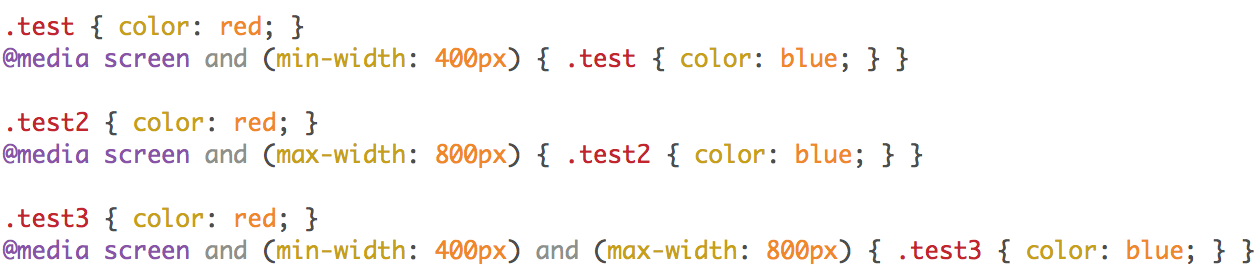 .test { color: red; }
@media screen and (min-width: 400px) { .test { color: blue; } }
.test2 { color: red; }
@media screen and (max-width: 800px) { .test2 { color: blue; } }
.test3 { color: red; }
@media screen and (min-width: 400px) and (max-width: 800px) { .test3 { color: blue; } }